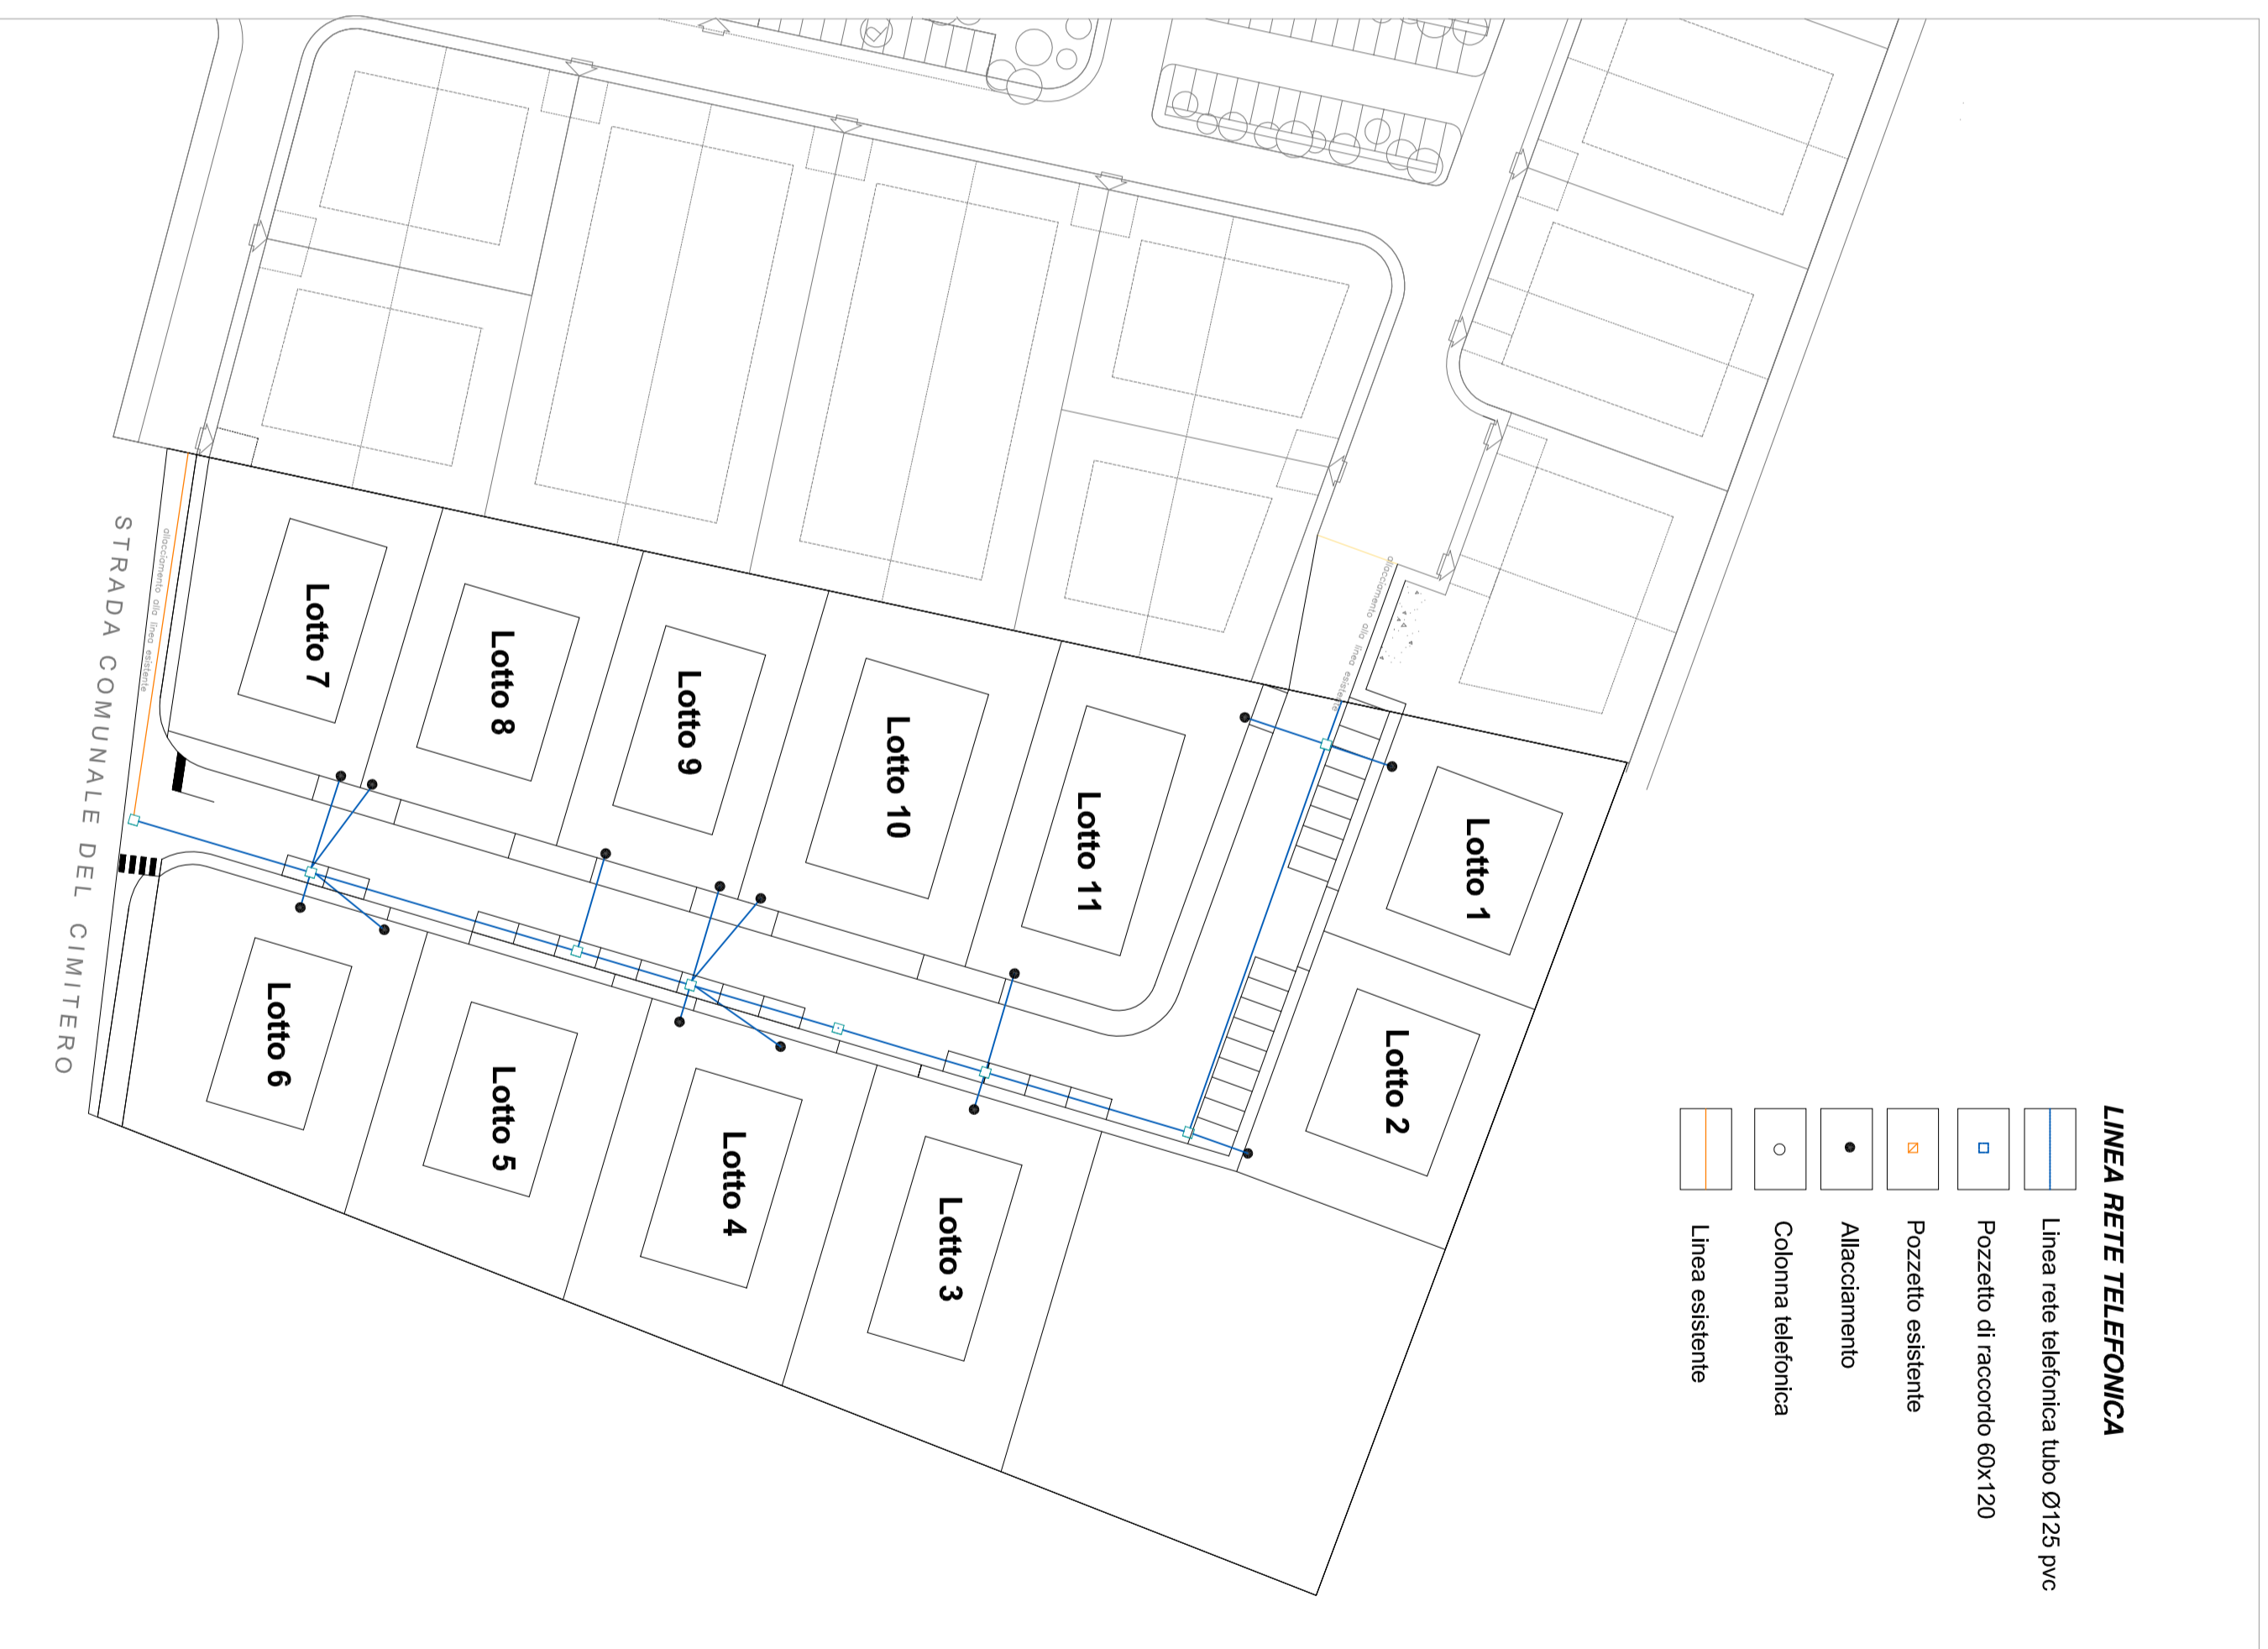 LINEA RETE TELEFONICA
Linea rete telefonica tubo Ø125 pvc
Pozzetto di raccordo 60x120
Pozzetto esistente
Allacciamento
Colonna telefonica
Linea esistente
Lotto 1
Lotto 2
Lotto 3
Lotto 4
Lotto 5
Lotto 6
Lotto 7
Lotto 8
Lotto 9
Lotto 10
Lotto 11
allacciamento alla linea esistente
allacciamento alla linea esistente
STRADA COMUNALE DEL CIMITERO